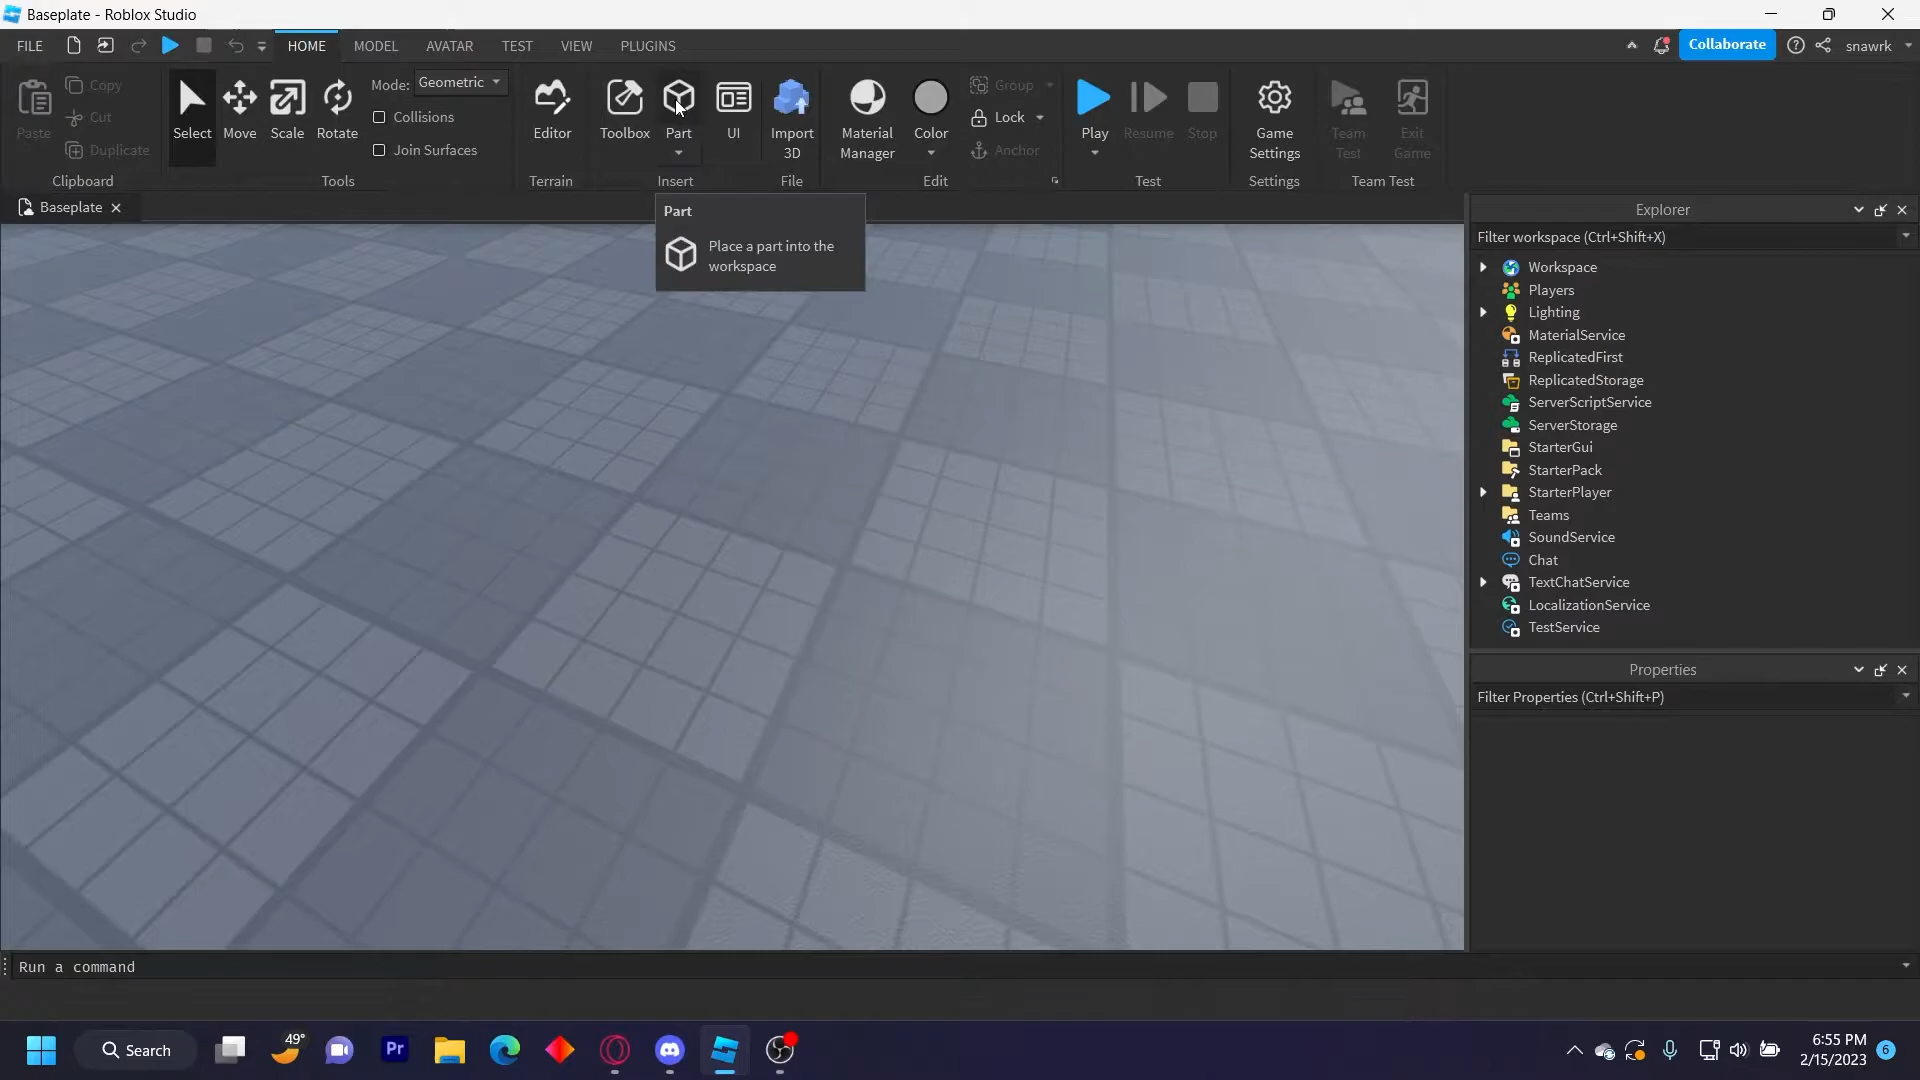 Baseplate - Roblox Studio
FILE
HOME
MODEL
AVATAR
TEST
VIEW
PLUGINS
Collaborate
snawrk
Paste
Copy
Cut
Duplicate
Clipboard
Select
Move
Scale
Rotate
Mode: Geometric
Collisions
Join Surfaces
Tools
Editor
Terrain
Toolbox
Part
UI
Insert
Import
3D
File
Material
Manager
Color
Group
Lock
Anchor
Edit
Play
Resume
Stop
Test
Game
Settings
Settings
Team
Test
Exit
Game
Team Test
Baseplate
Part
Place a part into the
workspace
Explorer
Filter workspace (Ctrl+Shift+X)
Workspace
Players
Lighting
MaterialService
ReplicatedFirst
ReplicatedStorage
ServerScriptService
ServerStorage
StarterGui
StarterPack
StarterPlayer
Teams
SoundService
Chat
TextChatService
LocalizationService
TestService
Properties
Filter Properties (Ctrl+Shift+P)
Run a command
Search
49°
Pr
6:55 PM
2/15/2023
6